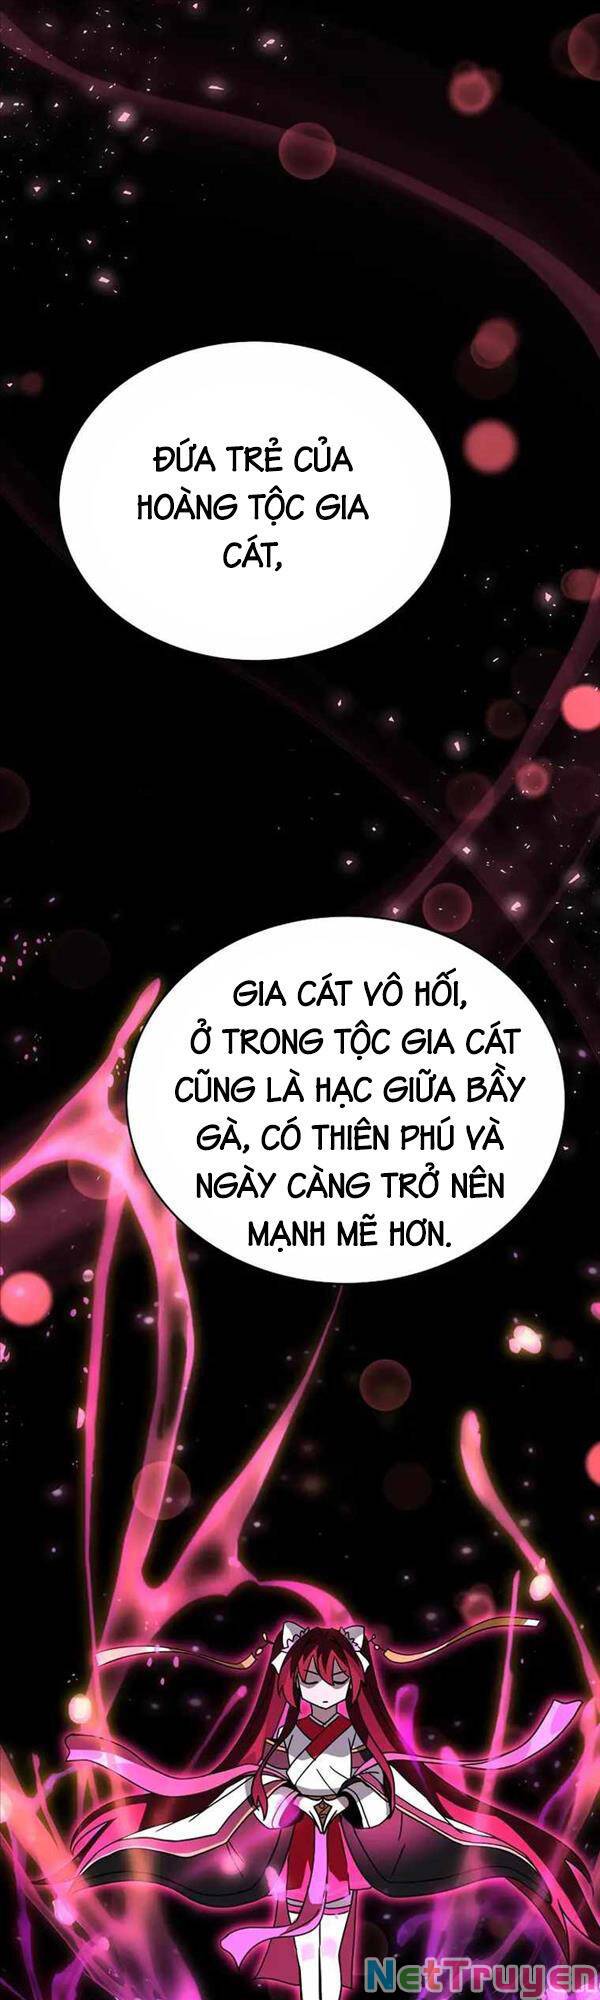 ĐỨA TRẺ CỦA
HOÀNG TỘC GIA
CÁT,
GIA CÁT VÔ HỐI,
Ở TRONG TỘC GIA CÁT
CŨNG LÀ HẠC GIỮA BẦY
GÀ, CÓ THIÊN PHÚ VÀ
NGÀY CÀNG TRỞ NÊN
MẠNH MẼ HƠN.
NetTruyen